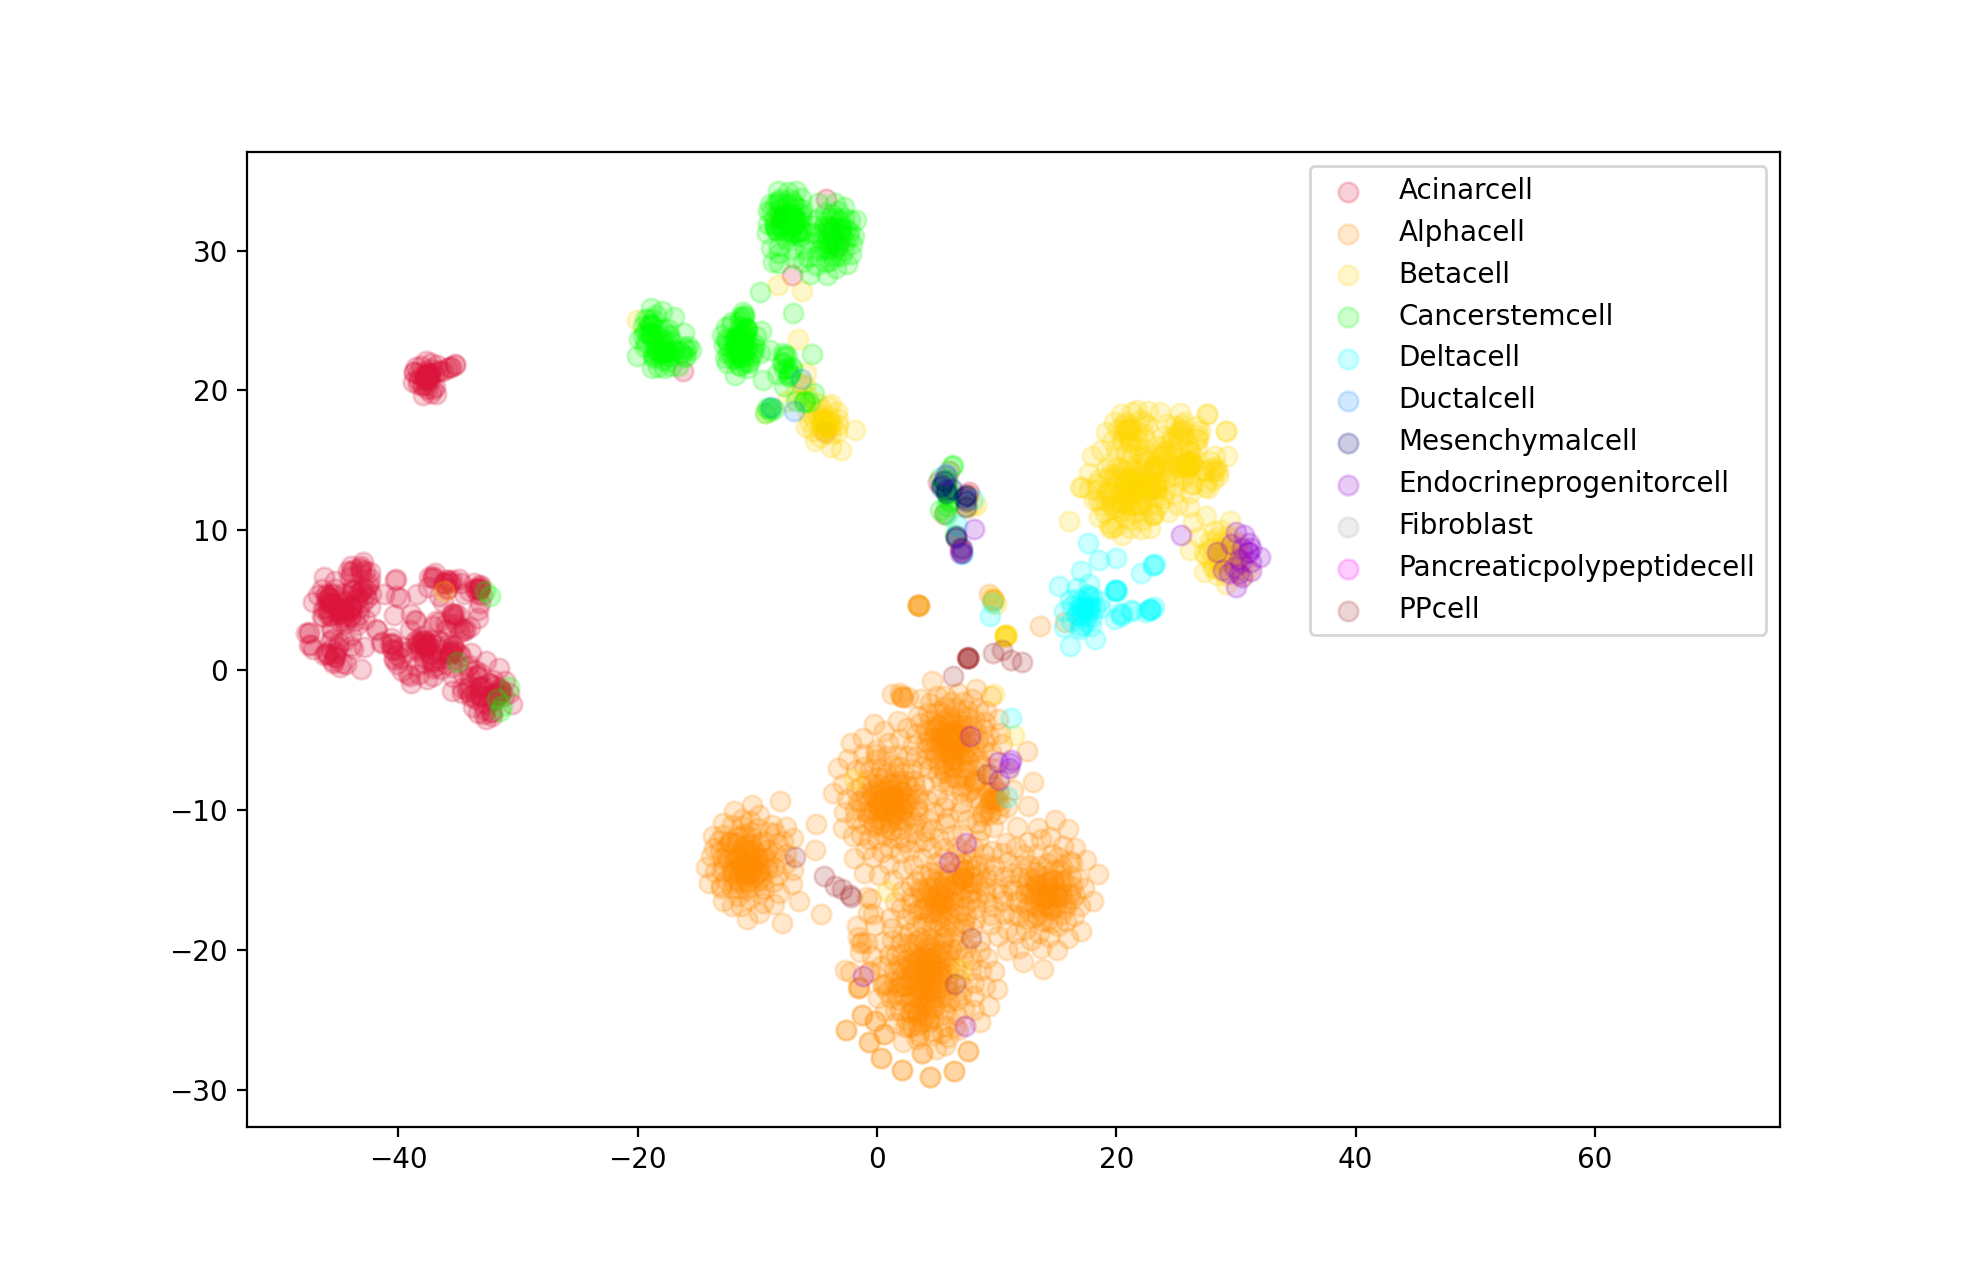 Acinarcell
Alphacell
Betacell
Cancerstemcell
Deltacell
Ductalcell
Mesenchymalcell
Endocrineprogenitorcell
Fibroblast
Pancreaticpolypeptidecell
PPcell
30
20
10
0
−10
−20
−30
−40 −20 0 20 40 60